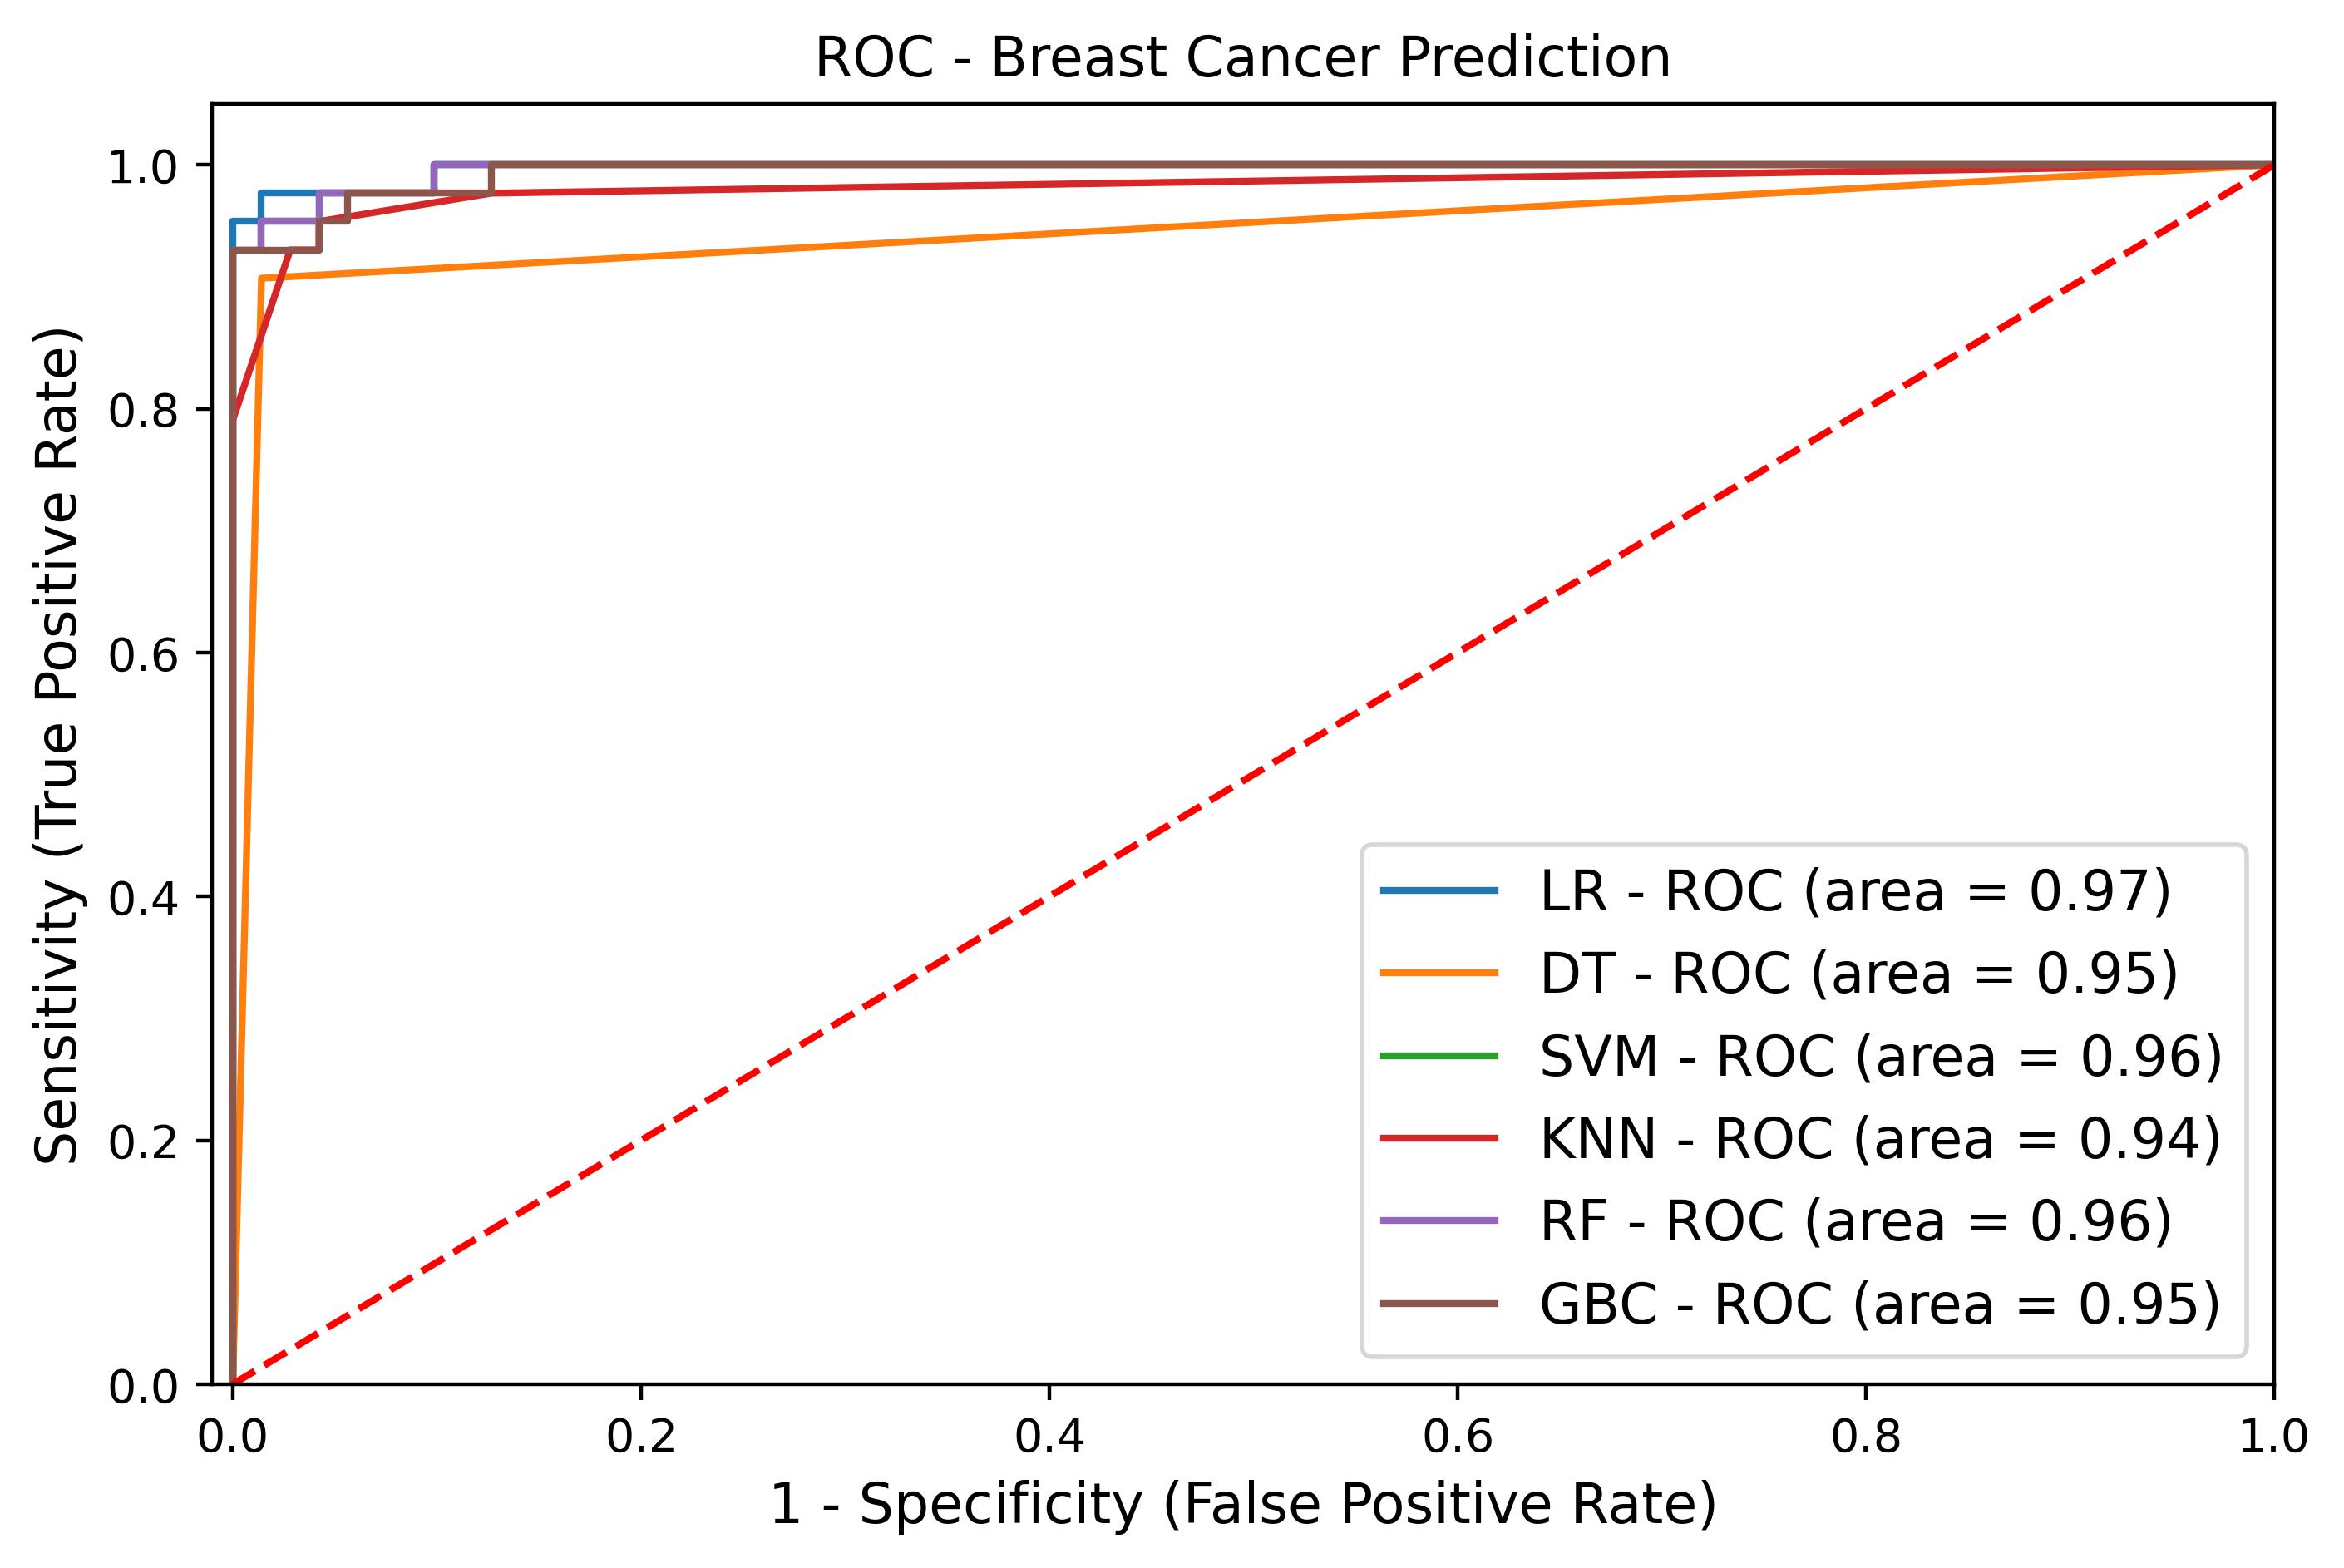 ROC - Breast Cancer Prediction
Sensitivity (True Positive Rate)
1.0
0.8
0.6
0.4
0.2
0.0
LR - ROC (area = 0.97)
DT - ROC (area = 0.95)
SVM - ROC (area = 0.96)
KNN - ROC (area = 0.94)
RF - ROC (area = 0.96)
GBC - ROC (area = 0.95)
0.0 0.2 0.4 0.6 0.8 1.0
1 - Specificity (False Positive Rate)